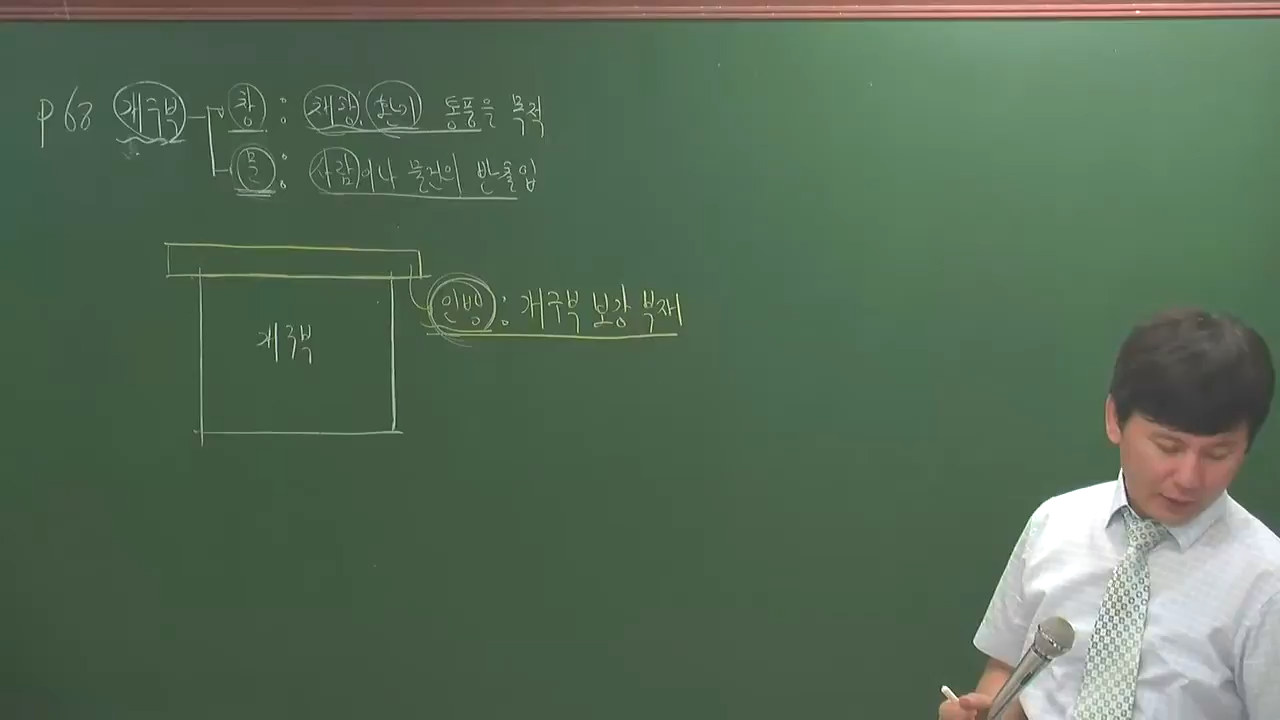 p 68 개구부 창 : 채광, 환기 통풍을 목적
문 : 사람이나 물건의 반출입
인방 : 개구부 보강 부재
개구부